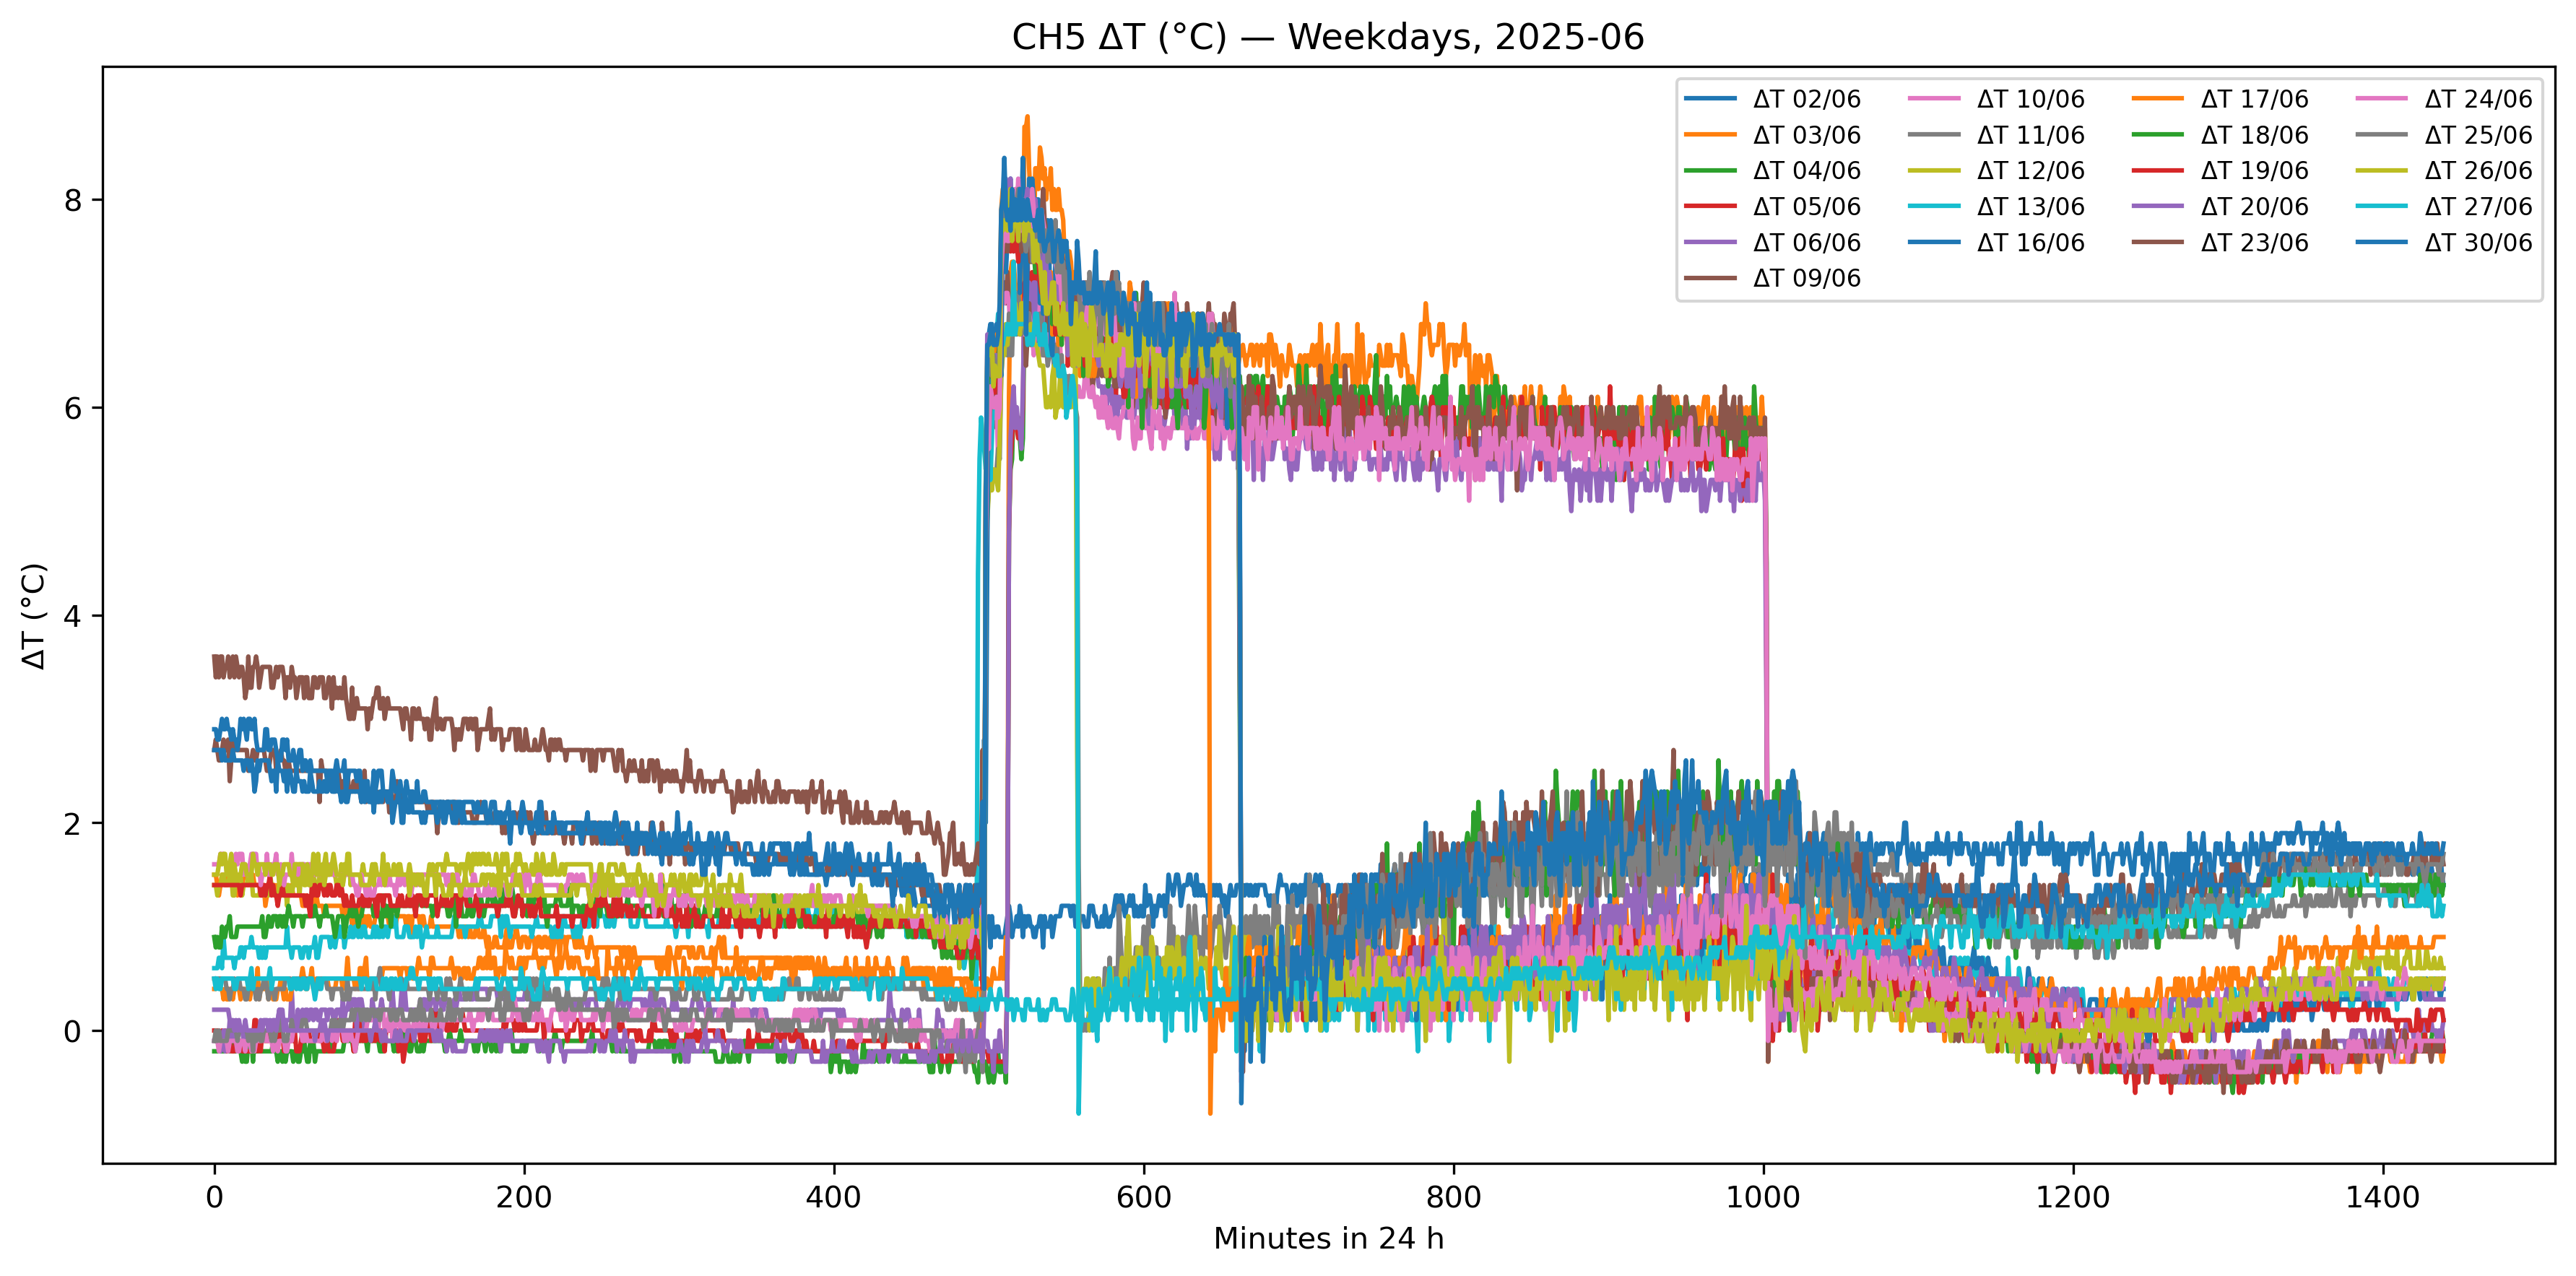 CH5 ΔT (°C) — Weekdays, 2025-06
ΔT 02/06
ΔT 03/06
ΔT 04/06
ΔT 05/06
ΔT 06/06
ΔT 09/06
ΔT 10/06
ΔT 11/06
ΔT 12/06
ΔT 13/06
ΔT 16/06
ΔT 17/06
ΔT 18/06
ΔT 19/06
ΔT 20/06
ΔT 23/06
ΔT 24/06
ΔT 25/06
ΔT 26/06
ΔT 27/06
ΔT 30/06
ΔT (°C)
8
6
4
2
0
0 200 400 600 800 1000 1200 1400
Minutes in 24 h